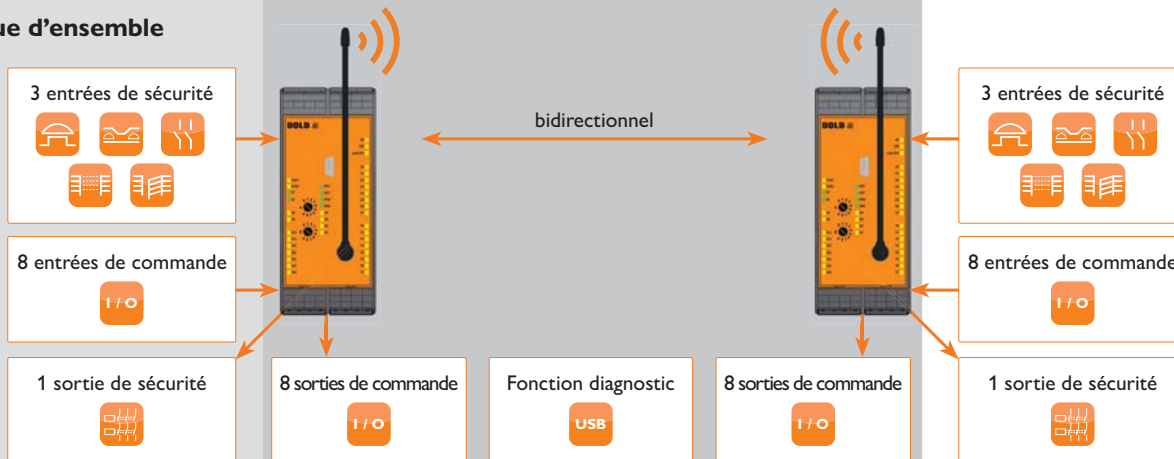 ue d'ensemble
3 entrées de sécurité
bidirectionnel
3 entrées de sécurité
DOLD
DOLD
8 entrées de commande
I / O
8 entrées de commande
I / O
1 sortie de sécurité
8 sorties de commande
I / O
Fonction diagnostic
USB
8 sorties de commande
I / O
1 sortie de sécurité